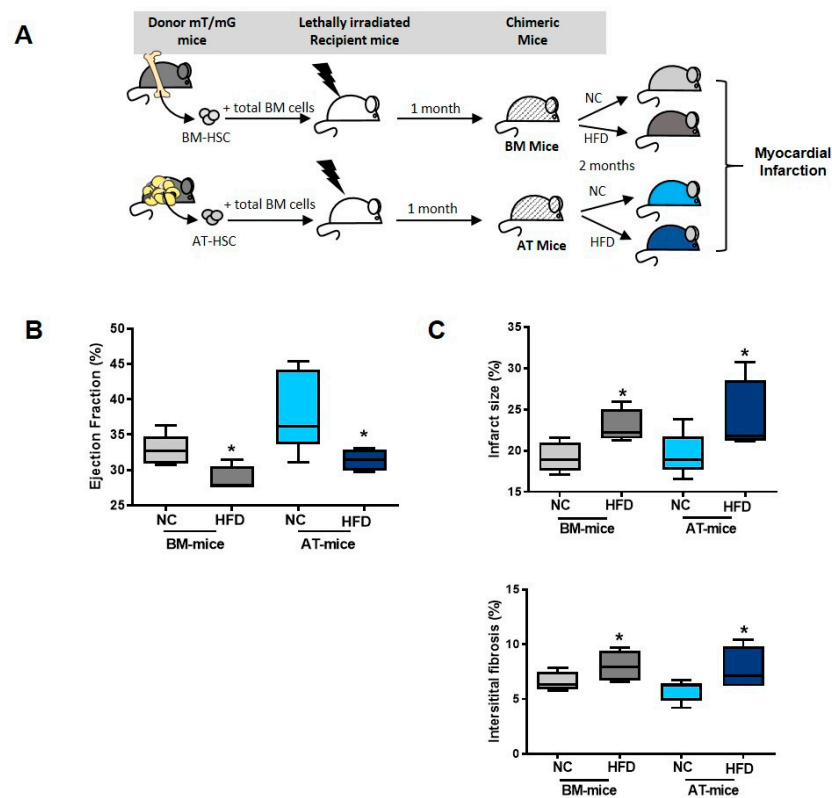 A
Donor mT/mG
mice
Lethally irradiated
Recipient mice
Chimeric
Mice
+ total BM cells
1 month
NC
HFD
BM-HSC
BM Mice
2 months
Myocardial
Infarction
+ total BM cells
1 month
NC
HFD
AT-HSC
AT Mice
B
Ejection Fraction (%)
50
45
40
35
30
25
*
*
NC
HFD
NC
HFD
BM-mice
AT-mice
C
Infarct size (%)
35
30
25
20
15
*
*
NC
HFD
NC
HFD
BM-mice
AT-mice
Intersitital fibrosis (%)
15
10
5
0
*
*
NC
HFD
NC
HFD
BM-mice
AT-mice